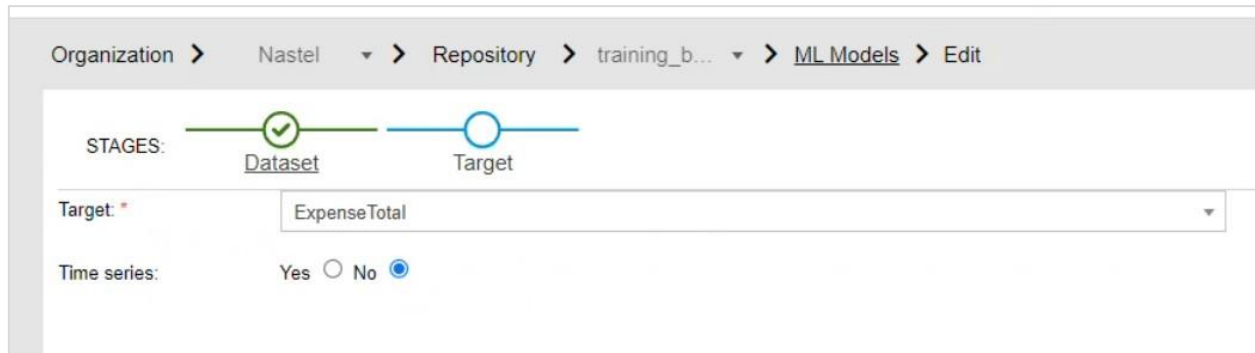 Organization > Nastel > Repository > training_b... > ML Models > Edit
STAGES:
Dataset
Target
Target: *
ExpenseTotal
Time series:
Yes No